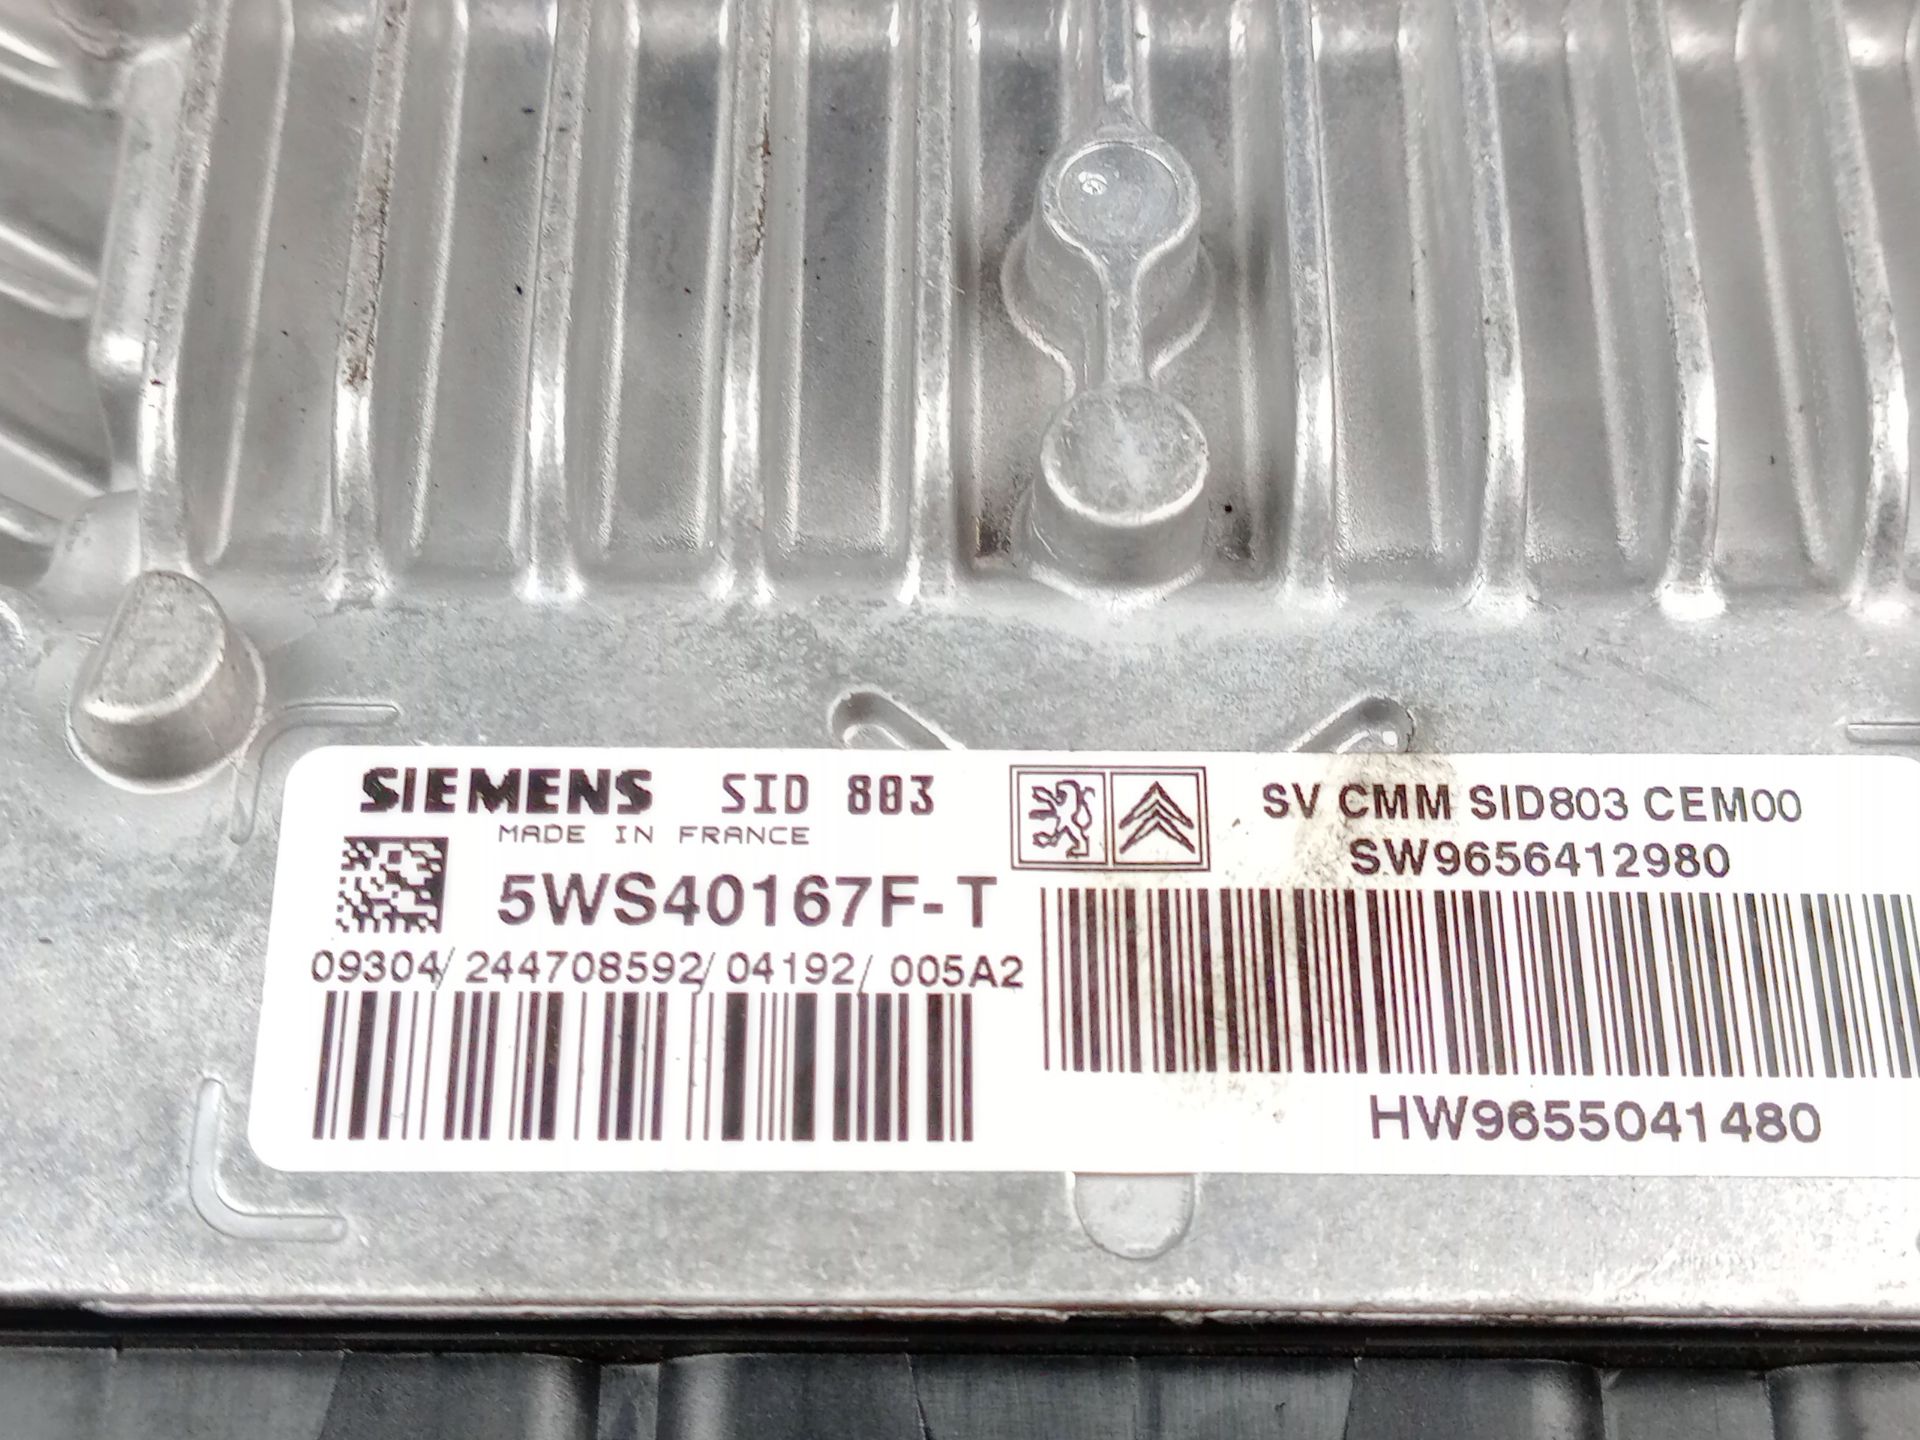 SIEMENS SID 803
MADE IN FRANCE
5WS40167F-T
09304/244708592/04192/005A2
SV CMM SID803 CEM00
SW9656412980
HW9655041480